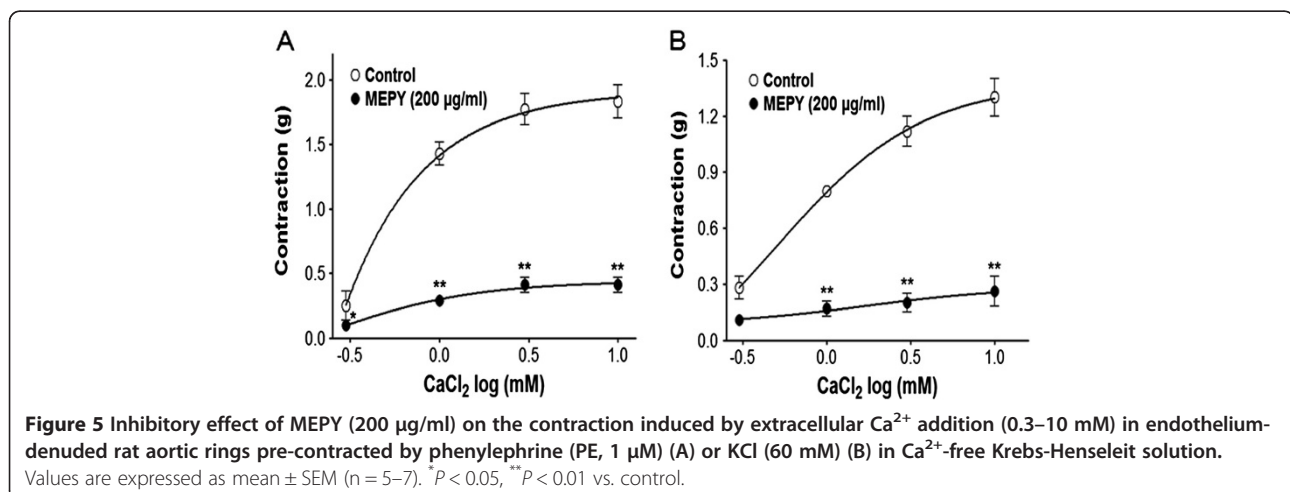 A
Control
MEPY (200 µg/ml)
2.0
1.5
1.0
0.5
0.0
Contraction (g)
*
**
**
**
-0.5
0.0
0.5
1.0
CaCl₂ log (mM)
B
Control
MEPY (200 µg/ml)
1.5
1.2
0.9
0.6
0.3
0.0
Contraction (g)
**
**
**
-0.5
0.0
0.5
1.0
CaCl₂ log (mM)
Figure 5 Inhibitory effect of MEPY (200 µg/ml) on the contraction induced by extracellular Ca²⁺ addition (0.3–10 mM) in endothelium-
denuded rat aortic rings pre-contracted by phenylephrine (PE, 1 µM) (A) or KCl (60 mM) (B) in Ca²⁺-free Krebs-Henseleit solution.
Values are expressed as mean ± SEM (n = 5–7). *P < 0.05, **P < 0.01 vs. control.